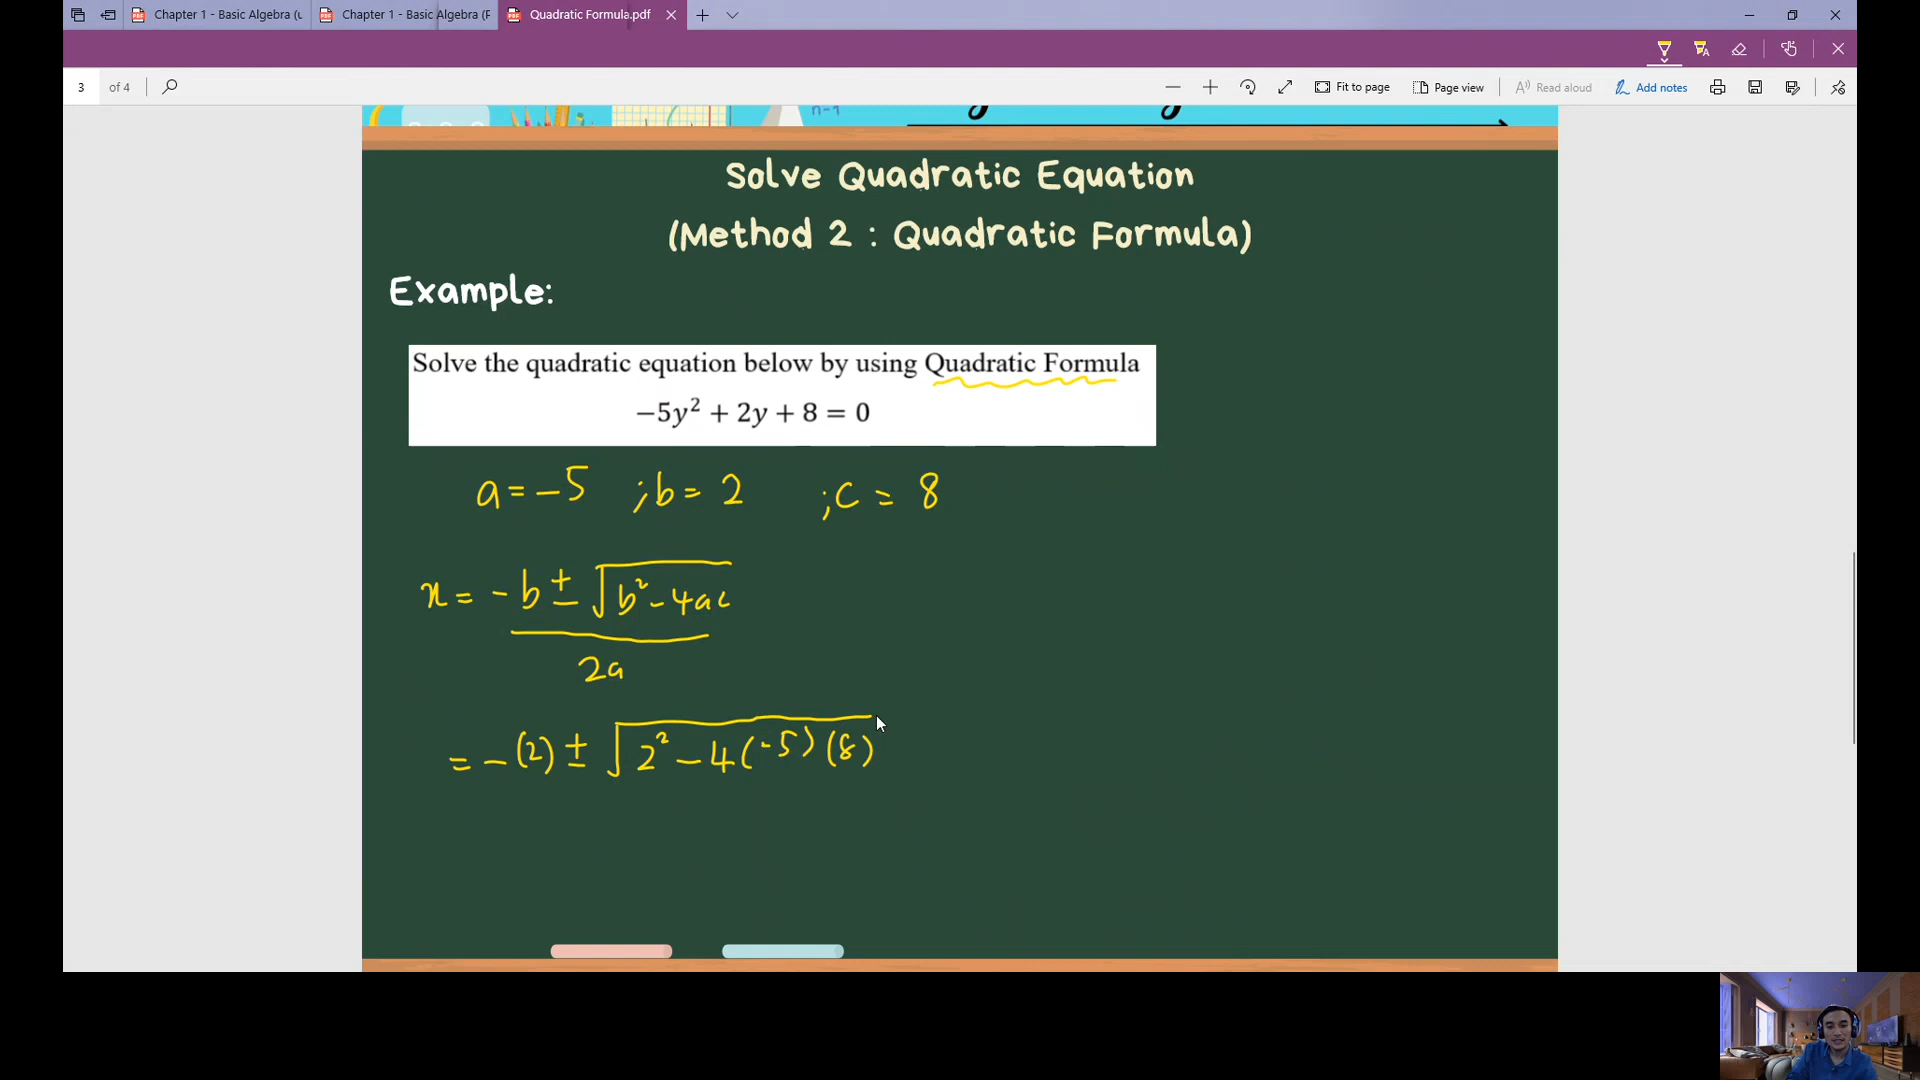 Chapter 1 - Basic Algebra (u
Chapter 1 - Basic Algebra (F
Quadratic Formula.pdf
3 of 4
Fit to page
Page view
Read aloud
Add notes
n-1
Solve Quadratic Equation
(Method 2 : Quadratic Formula)
Example:
Solve the quadratic equation below by using Quadratic Formula
−5y² + 2y + 8 = 0
a = -5 ; b = 2 ; c = 8
x = -b ± √b² - 4ac
2a
= -(2) ± √2² - 4(-5)(8)